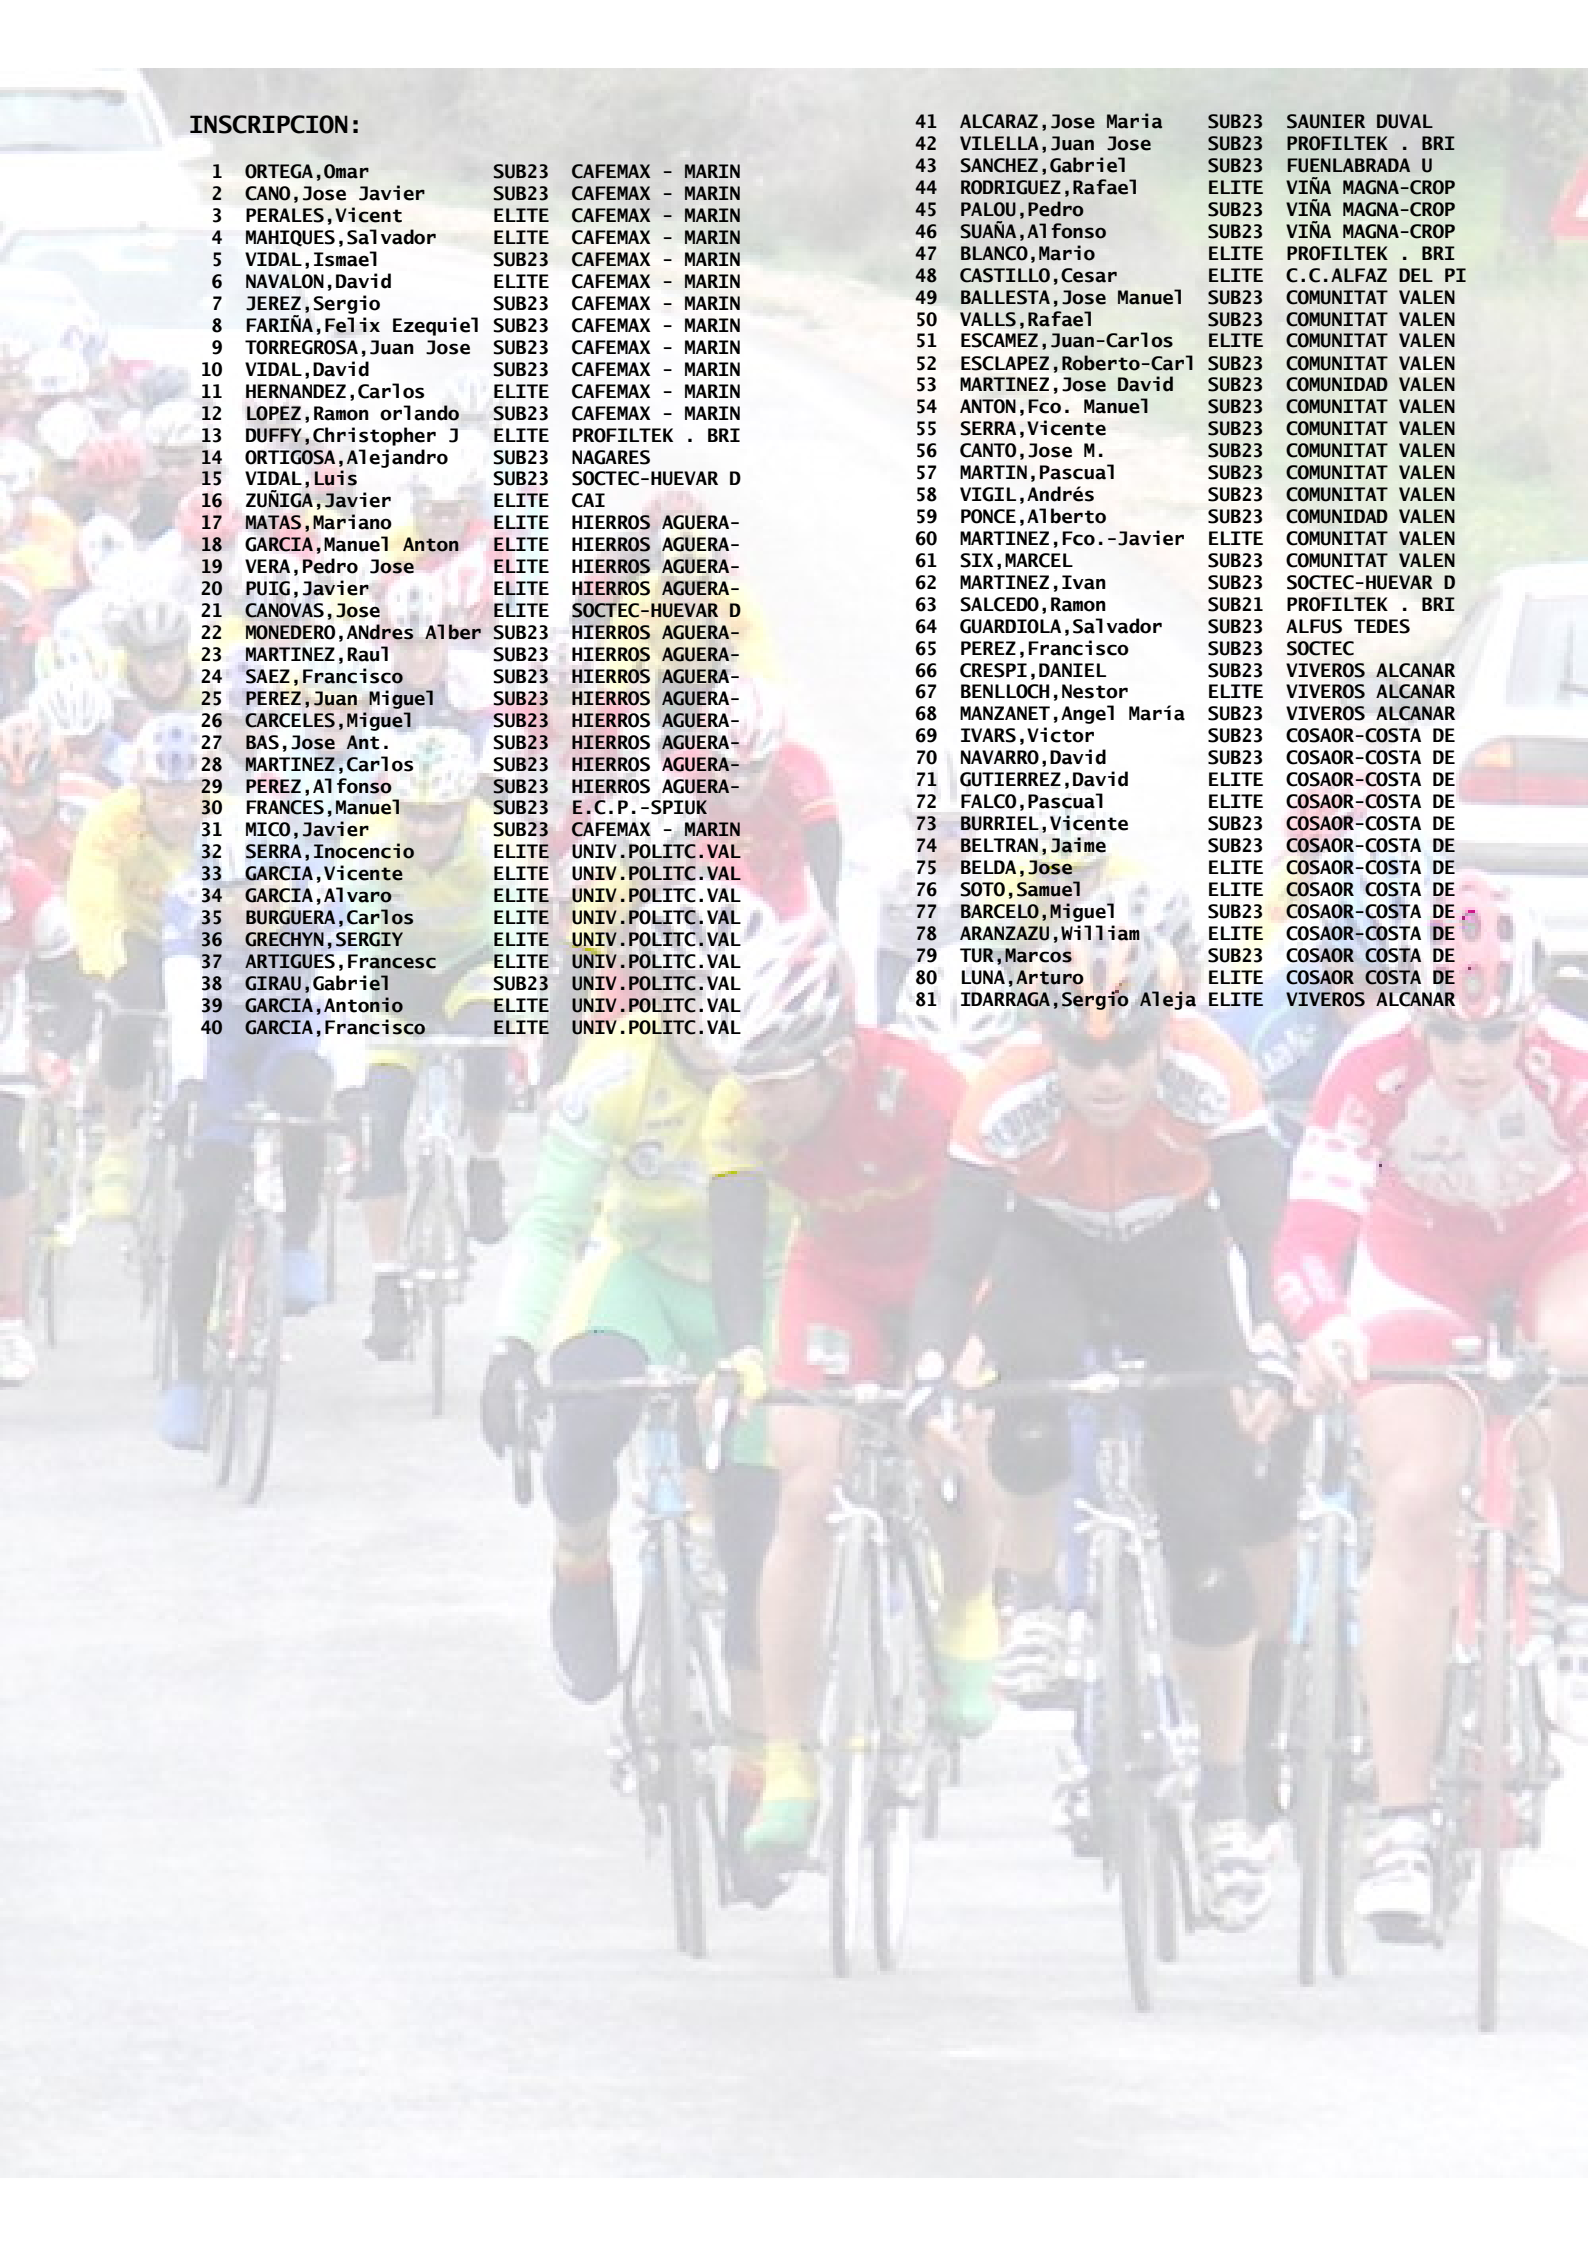 INSCRIPCION:
1 ORTEGA,Omar SUB23 CAFEMAX - MARIN
2 CANO,Jose Javier SUB23 CAFEMAX - MARIN
3 PERALES,Vicent ELITE CAFEMAX - MARIN
4 MAHIQUES,Salvador ELITE CAFEMAX - MARIN
5 VIDAL,Ismael SUB23 CAFEMAX - MARIN
6 NAVALON,David ELITE CAFEMAX - MARIN
7 JEREZ,Sergio SUB23 CAFEMAX - MARIN
8 FARIÑA,Felix Ezequiel SUB23 CAFEMAX - MARIN
9 TORREGROSA,Juan Jose SUB23 CAFEMAX - MARIN
10 VIDAL,David SUB23 CAFEMAX - MARIN
11 HERNANDEZ,Carlos ELITE CAFEMAX - MARIN
12 LOPEZ,Ramon orlando SUB23 CAFEMAX - MARIN
13 DUFFY,Christopher J ELITE PROFILTEK . BRI
14 ORTIGOSA,Alejandro SUB23 NAGARES
15 VIDAL,Luis SUB23 SOCTEC-HUEVAR D
16 ZUÑIGA,Javier ELITE CAI
17 MATAS,Mariano ELITE HIERROS AGUERA-
18 GARCIA,Manuel Anton ELITE HIERROS AGUERA-
19 VERA,Pedro Jose ELITE HIERROS AGUERA-
20 PUIG,Javier ELITE HIERROS AGUERA-
21 CANOVAS,Jose ELITE SOCTEC-HUEVAR D
22 MONEDERO,ANdres Alber SUB23 HIERROS AGUERA-
23 MARTINEZ,Raul SUB23 HIERROS AGUERA-
24 SAEZ,Francisco SUB23 HIERROS AGUERA-
25 PEREZ,Juan Miguel SUB23 HIERROS AGUERA-
26 CARCELES,Miguel SUB23 HIERROS AGUERA-
27 BAS,Jose Ant. SUB23 HIERROS AGUERA-
28 MARTINEZ,Carlos SUB23 HIERROS AGUERA-
29 PEREZ,Alfonso SUB23 HIERROS AGUERA-
30 FRANCES,Manuel SUB23 E.C.P.-SPIUK
31 MICO,Javier SUB23 CAFEMAX - MARIN
32 SERRA,Inocencio ELITE UNIV.POLITC.VAL
33 GARCIA,Vicente ELITE UNIV.POLITC.VAL
34 GARCIA,Alvaro ELITE UNIV.POLITC.VAL
35 BURGUERA,Carlos ELITE UNIV.POLITC.VAL
36 GRECHYN,SERGIY ELITE UNIV.POLITC.VAL
37 ARTIGUES,Francesc ELITE UNIV.POLITC.VAL
38 GIRAU,Gabriel SUB23 UNIV.POLITC.VAL
39 GARCIA,Antonio ELITE UNIV.POLITC.VAL
40 GARCIA,Francisco ELITE UNIV.POLITC.VAL
41 ALCARAZ,Jose Maria SUB23 SAUNIER DUVAL
42 VILELLA,Juan Jose SUB23 PROFILTEK . BRI
43 SANCHEZ,Gabriel SUB23 FUENLABRADA U
44 RODRIGUEZ,Rafael ELITE VIÑA MAGNA-CROP
45 PALOU,Pedro SUB23 VIÑA MAGNA-CROP
46 SUAÑA,Alfonso SUB23 VIÑA MAGNA-CROP
47 BLANCO,Mario ELITE PROFILTEK . BRI
48 CASTILLO,Cesar ELITE C.C.ALFAZ DEL PI
49 BALLESTA,Jose Manuel SUB23 COMUNITAT VALEN
50 VALLS,Rafael SUB23 COMUNITAT VALEN
51 ESCAMEZ,Juan-Carlos ELITE COMUNITAT VALEN
52 ESCLAPEZ,Roberto-Carl SUB23 COMUNITAT VALEN
53 MARTINEZ,Jose David SUB23 COMUNIDAD VALEN
54 ANTON,Fco. Manuel SUB23 COMUNITAT VALEN
55 SERRA,Vicente SUB23 COMUNITAT VALEN
56 CANTO,Jose M. SUB23 COMUNITAT VALEN
57 MARTIN,Pascual SUB23 COMUNITAT VALEN
58 VIGIL,Andrés SUB23 COMUNITAT VALEN
59 PONCE,Alberto SUB23 COMUNIDAD VALEN
60 MARTINEZ,Fco.-Javier ELITE COMUNITAT VALEN
61 SIX,MARCEL SUB23 COMUNITAT VALEN
62 MARTINEZ,Ivan SUB23 SOCTEC-HUEVAR D
63 SALCEDO,Ramon SUB21 PROFILTEK . BRI
64 GUARDIOLA,Salvador SUB23 ALFUS TEDES
65 PEREZ,Francisco SUB23 SOCTEC
66 CRESPI,DANIEL SUB23 VIVEROS ALCANAR
67 BENLLOCH,Nestor ELITE VIVEROS ALCANAR
68 MANZANET,Angel María SUB23 VIVEROS ALCANAR
69 IVARS,Victor SUB23 COSAOR-COSTA DE
70 NAVARRO,David SUB23 COSAOR-COSTA DE
71 GUTIERREZ,David ELITE COSAOR-COSTA DE
72 FALCO,Pascual ELITE COSAOR-COSTA DE
73 BURRIEL,Vicente SUB23 COSAOR-COSTA DE
74 BELTRAN,Jaime SUB23 COSAOR-COSTA DE
75 BELDA,Jose ELITE COSAOR-COSTA DE
76 SOTO,Samuel ELITE COSAOR COSTA DE
77 BARCELO,Miguel SUB23 COSAOR-COSTA DE
78 ARANZAZU,William ELITE COSAOR-COSTA DE
79 TUR,Marcos SUB23 COSAOR COSTA DE
80 LUNA,Arturo ELITE COSAOR COSTA DE
81 IDARRAGA,Sergio Aleja ELITE VIVEROS ALCANAR